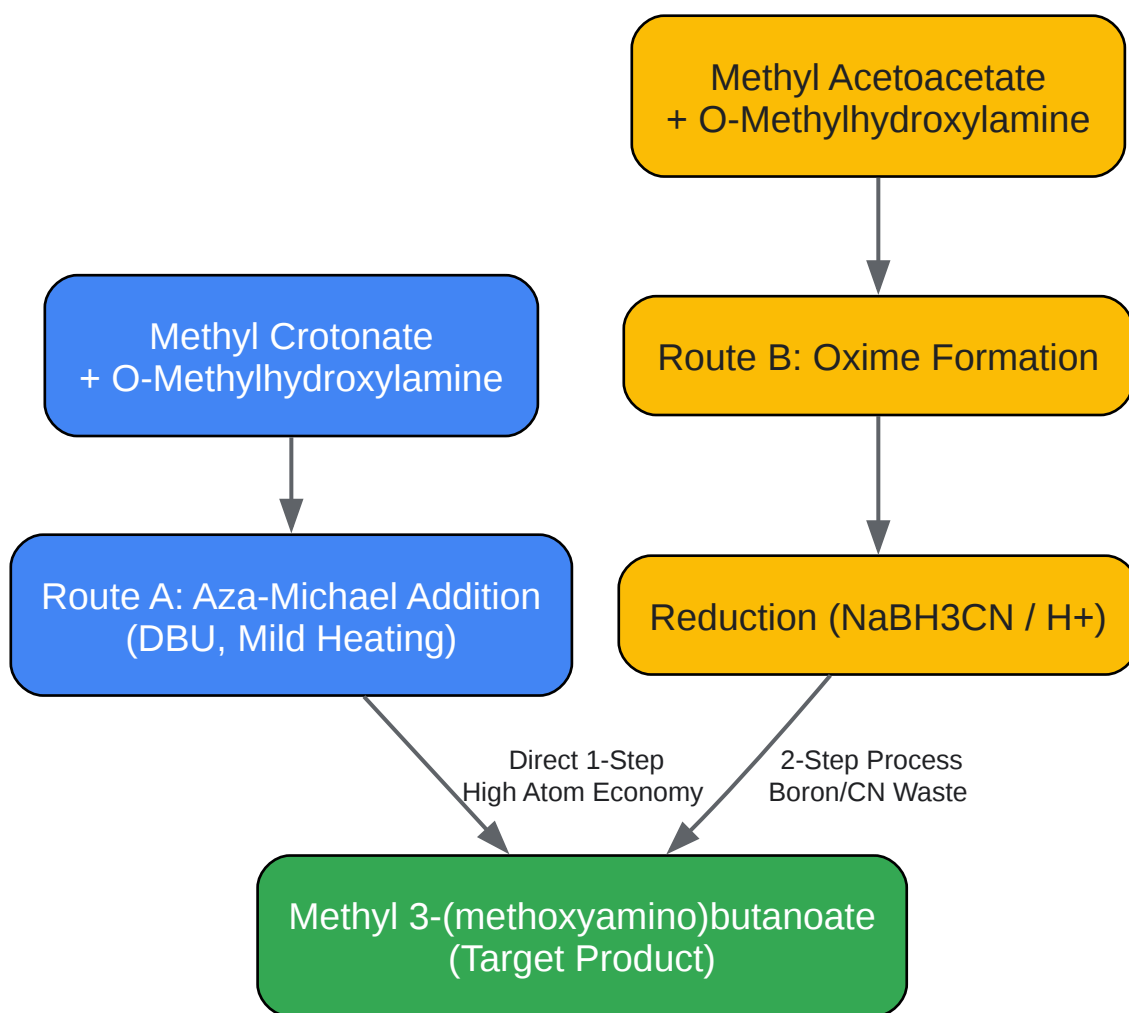 Methyl Acetoacetate
+ O-Methylhydroxylamine
Methyl Crotonate
+ O-Methylhydroxylamine
Route B: Oxime Formation
Route A: Aza-Michael Addition
(DBU, Mild Heating)
Reduction (NaBH3CN / H+)
Direct 1-Step
High Atom Economy
2-Step Process
Boron/CN Waste
Methyl 3-(methoxyamino)butanoate
(Target Product)